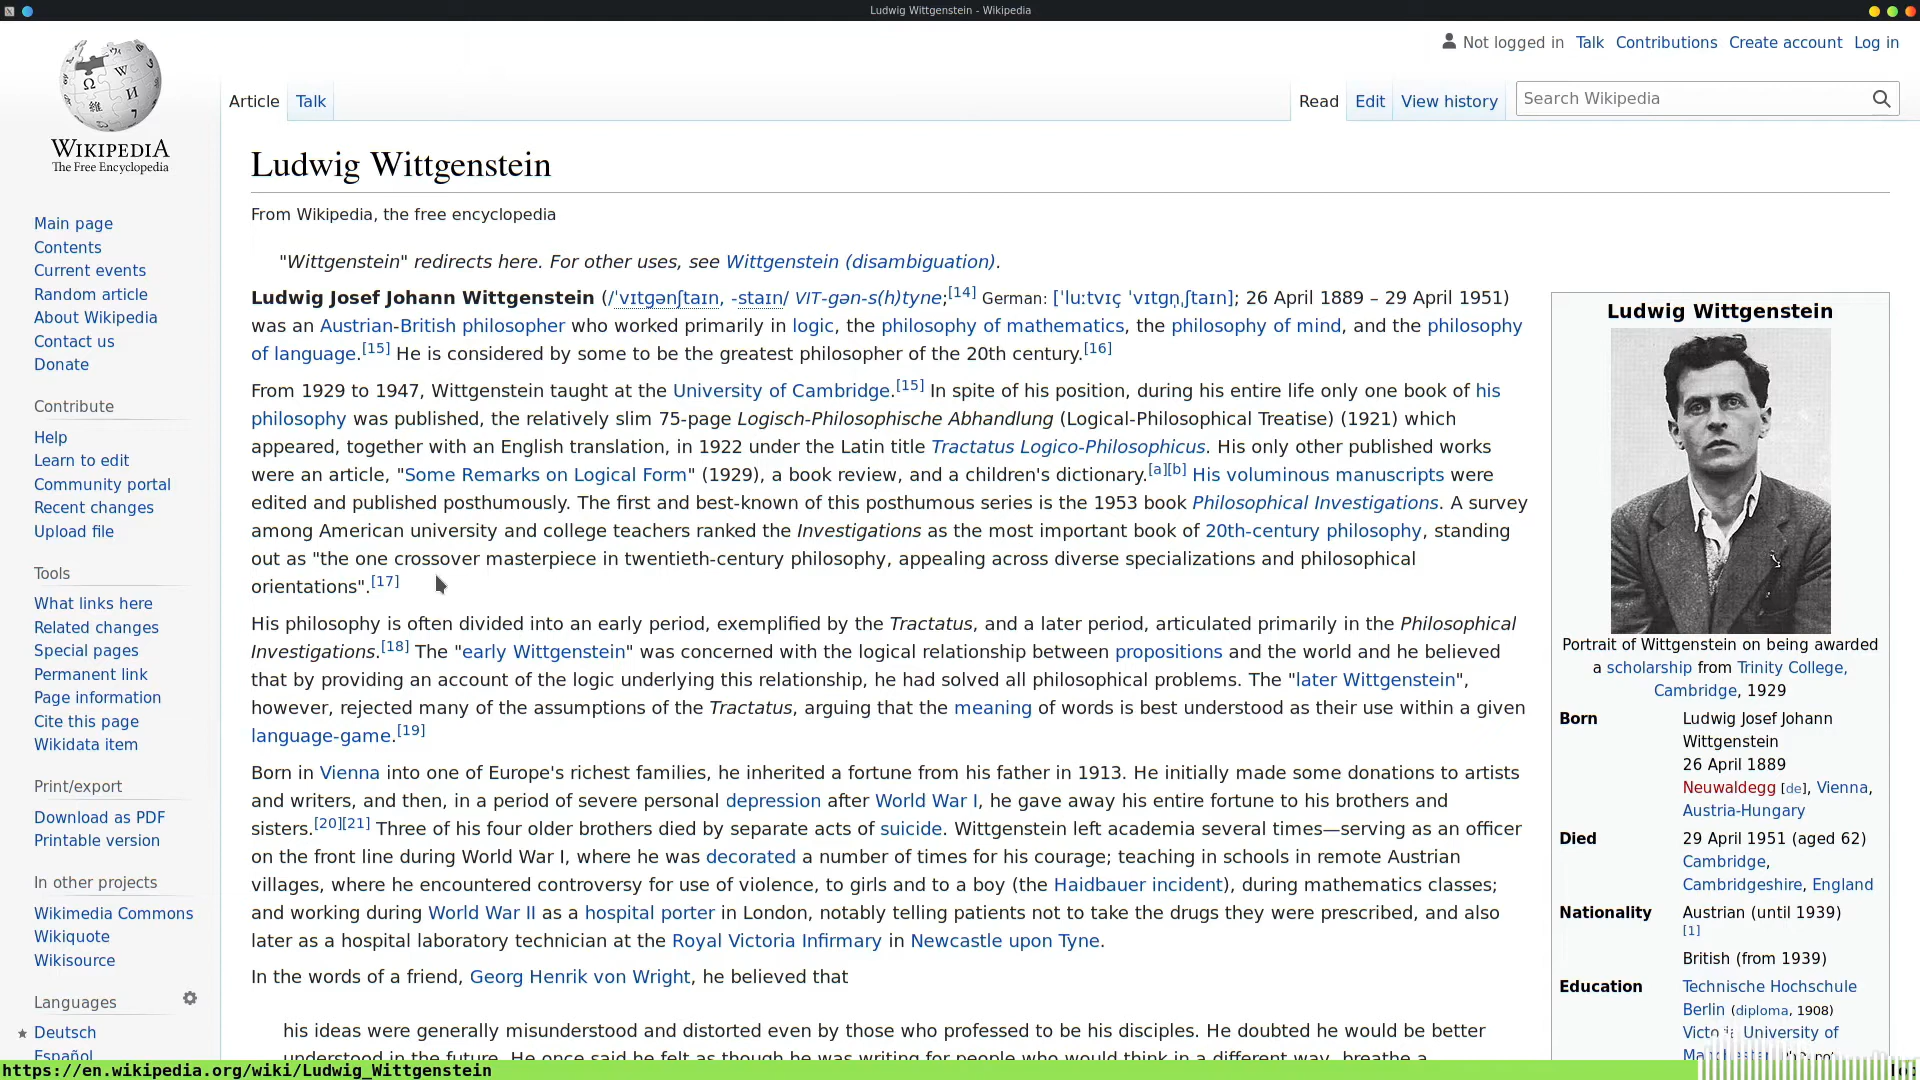 Ludwig Wittgenstein - Wikipedia
Not logged in Talk Contributions Create account Log in
Article Talk
Read Edit View history Search Wikipedia
WIKIPEDIA
The Free Encyclopedia
Main page
Contents
Current events
Random article
About Wikipedia
Contact us
Donate
Contribute
Help
Learn to edit
Community portal
Recent changes
Upload file
Tools
What links here
Related changes
Special pages
Permanent link
Page information
Cite this page
Wikidata item
Print/export
Download as PDF
Printable version
In other projects
Wikimedia Commons
Wikiquote
Wikisource
Languages
Deutsch
Español
Ludwig Wittgenstein
From Wikipedia, the free encyclopedia
"Wittgenstein" redirects here. For other uses, see Wittgenstein (disambiguation).
Ludwig Josef Johann Wittgenstein (/ˈvɪtɡənʃtaɪn, -staɪn/ VIT-gən-s(h)tyne;[14] German: [ˈluːtvɪç ˈvɪtɡn̩ˌʃtaɪn]; 26 April 1889 – 29 April 1951)
was an Austrian-British philosopher who worked primarily in logic, the philosophy of mathematics, the philosophy of mind, and the philosophy
of language.[15] He is considered by some to be the greatest philosopher of the 20th century.[16]
From 1929 to 1947, Wittgenstein taught at the University of Cambridge.[15] In spite of his position, during his entire life only one book of his
philosophy was published, the relatively slim 75-page Logisch-Philosophische Abhandlung (Logical-Philosophical Treatise) (1921) which
appeared, together with an English translation, in 1922 under the Latin title Tractatus Logico-Philosophicus. His only other published works
were an article, "Some Remarks on Logical Form" (1929), a book review, and a children's dictionary.[a][b] His voluminous manuscripts were
edited and published posthumously. The first and best-known of this posthumous series is the 1953 book Philosophical Investigations. A survey
among American university and college teachers ranked the Investigations as the most important book of 20th-century philosophy, standing
out as "the one crossover masterpiece in twentieth-century philosophy, appealing across diverse specializations and philosophical
orientations".[17]
His philosophy is often divided into an early period, exemplified by the Tractatus, and a later period, articulated primarily in the Philosophical
Investigations.[18] The "early Wittgenstein" was concerned with the logical relationship between propositions and the world and he believed
that by providing an account of the logic underlying this relationship, he had solved all philosophical problems. The "later Wittgenstein",
however, rejected many of the assumptions of the Tractatus, arguing that the meaning of words is best understood as their use within a given
language-game.[19]
Born in Vienna into one of Europe's richest families, he inherited a fortune from his father in 1913. He initially made some donations to artists
and writers, and then, in a period of severe personal depression after World War I, he gave away his entire fortune to his brothers and
sisters.[20][21] Three of his four older brothers died by separate acts of suicide. Wittgenstein left academia several times—serving as an officer
on the front line during World War I, where he was decorated a number of times for his courage; teaching in schools in remote Austrian
villages, where he encountered controversy for use of violence, to girls and to a boy (the Haidbauer incident), during mathematics classes;
and working during World War II as a hospital porter in London, notably telling patients not to take the drugs they were prescribed, and also
later as a hospital laboratory technician at the Royal Victoria Infirmary in Newcastle upon Tyne.
In the words of a friend, Georg Henrik von Wright, he believed that
his ideas were generally misunderstood and distorted even by those who professed to be his disciples. He doubted he would be better
understood in the future. He once said he felt as though he was writing for people who would think in a different way, breathe a
Ludwig Wittgenstein
Portrait of Wittgenstein on being awarded
a scholarship from Trinity College,
Cambridge, 1929
Born Ludwig Josef Johann
Wittgenstein
26 April 1889
Neuwaldegg [de], Vienna,
Austria-Hungary
Died 29 April 1951 (aged 62)
Cambridge,
Cambridgeshire, England
Nationality Austrian (until 1939)
[1]
British (from 1939)
Education Technische Hochschule
Berlin (diploma, 1908)
Victoria University of
https://en.wikipedia.org/wiki/Ludwig_Wittgenstein